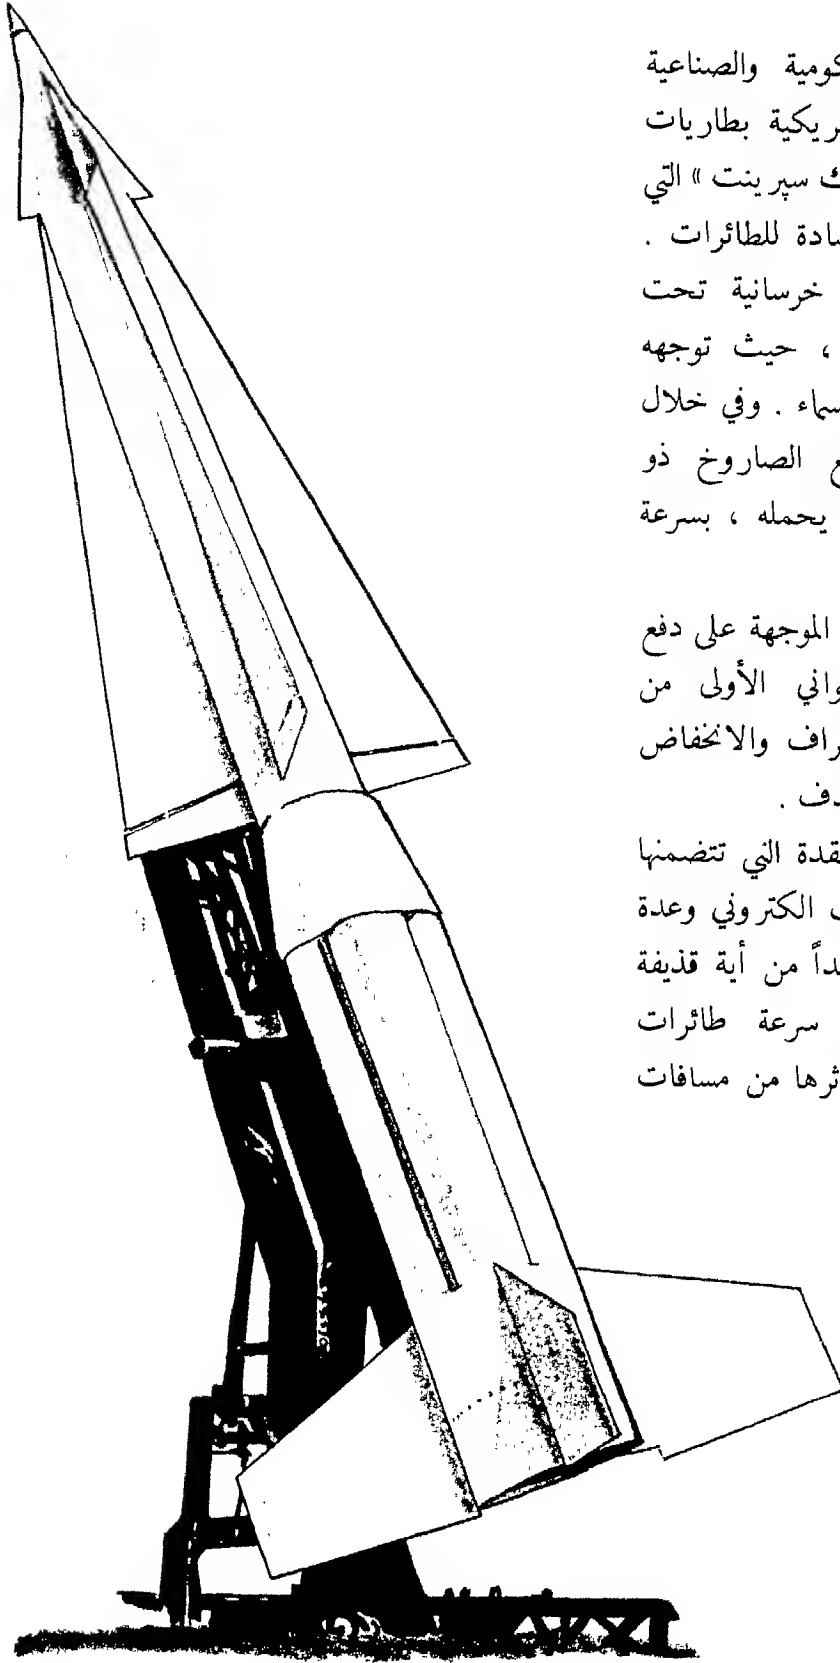 كومية والصناعية
ريكية بطاريات
ك سپرينت » التي
سادة للطائرات .
خرسانية تحت
، حيث توجهه
سماء . وفي خلال
ع الصاروخ ذو
يحمله ، بسرعة
الموجهة على دفع
واني الأولى من
راف والانخفاض
دف .
قدة التي تتضمنها
ب الكتروني وعدة
داً من أية قذيفة
سرعة طائرات
ثرها من مسافات